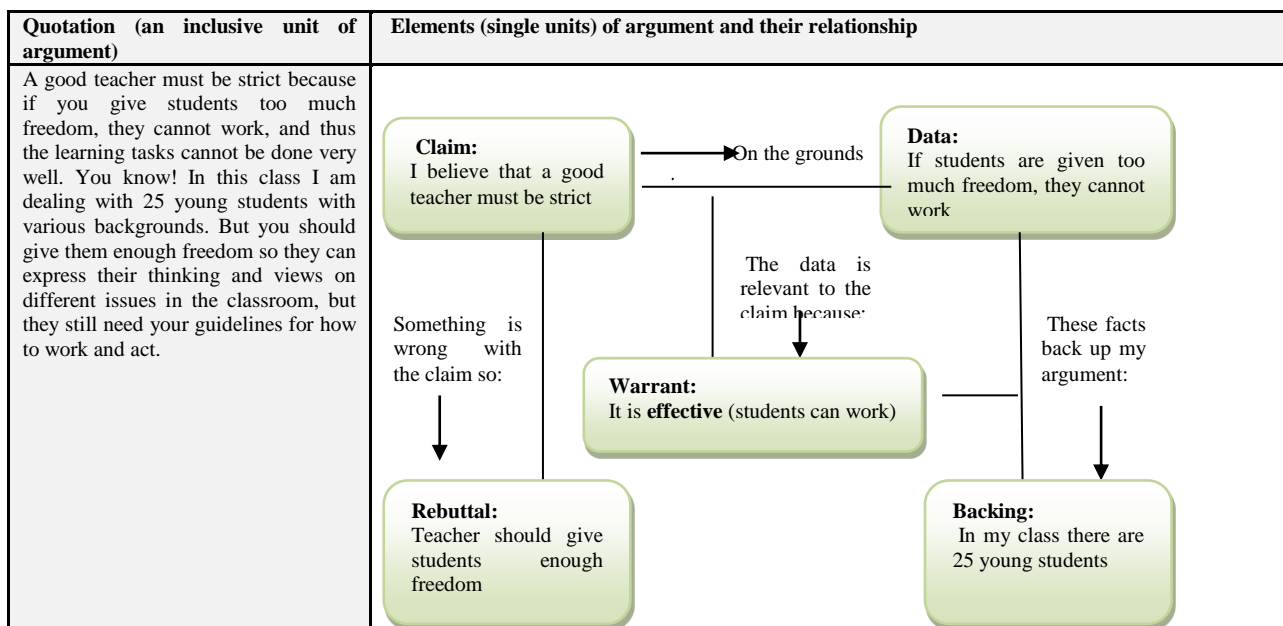 Quotation (an inclusive unit of
argument)
Elements (single units) of argument and their relationship
A good teacher must be strict because
if you give students too much
freedom, they cannot work, and thus
the learning tasks cannot be done very
well. You know! In this class I am
dealing with 25 young students with
various backgrounds. But you should
give them enough freedom so they can
express their thinking and views on
different issues in the classroom, but
they still need your guidelines for how
to work and act.
Claim:
I believe that a good
teacher must be strict
On the grounds
.
Data:
If students are given too
much freedom, they cannot
work
The data is
relevant to the
claim because:
Something is
wrong with
the claim so:
These facts
back up my
argument:
Warrant:
It is effective (students can work)
Rebuttal:
Teacher should give
students enough
freedom
Backing:
In my class there are
25 young students